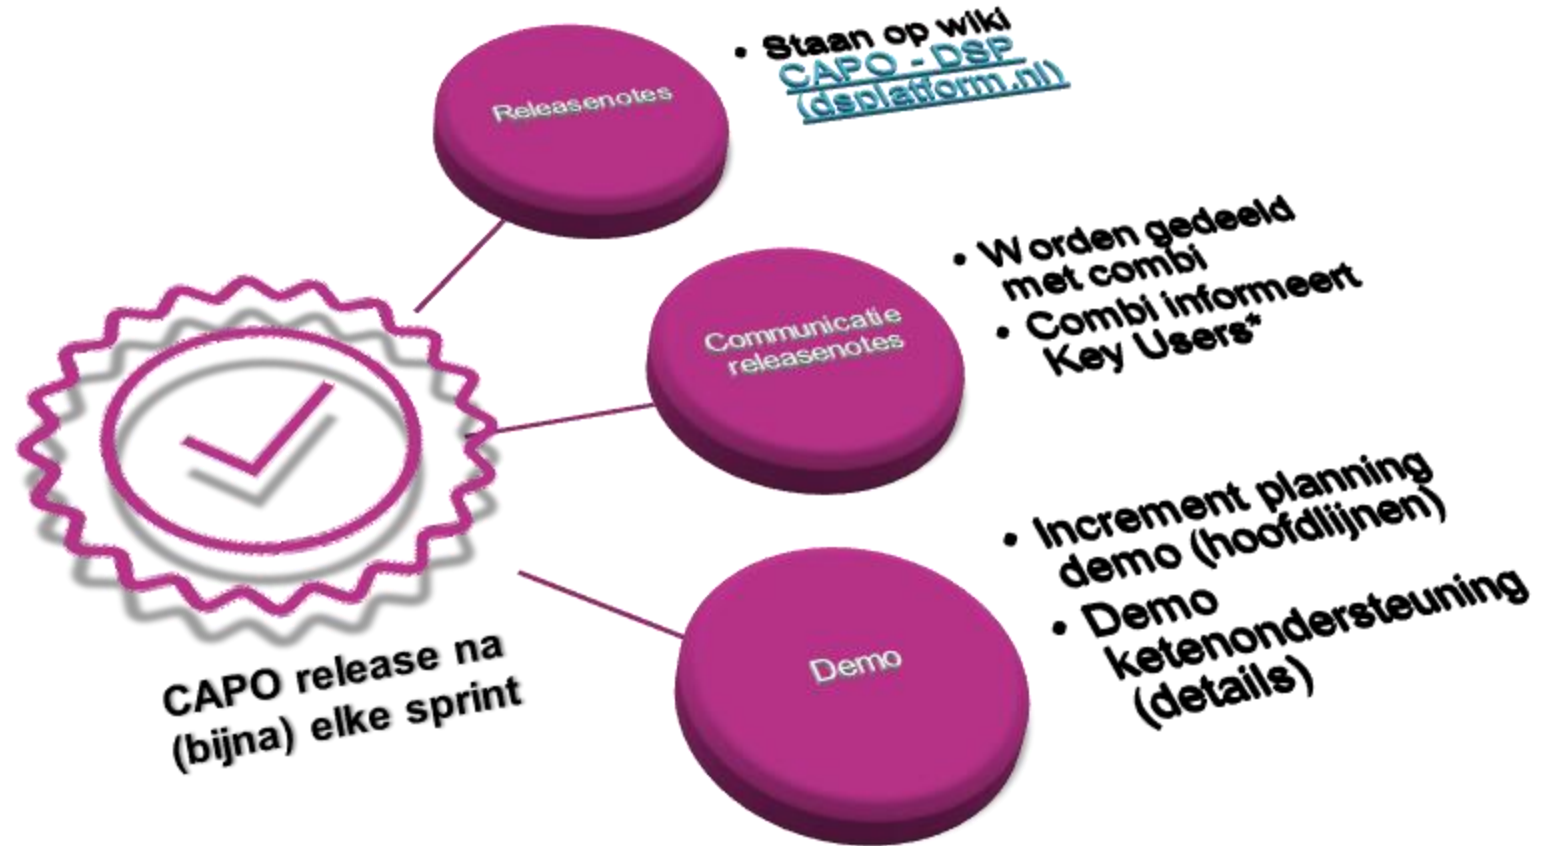 Releasenotes
• Staan op wiki
CAPO - DSP
(dsplatform.nl)
Communicatie
releasenotes
• Worden gedeeld
met combi
• Combi informeert
Key Users*
Demo
• Increment planning
demo (hoofdlijnen)
• Demo
ketenondersteuning
(details)
CAPO release na
(bijna) elke sprint